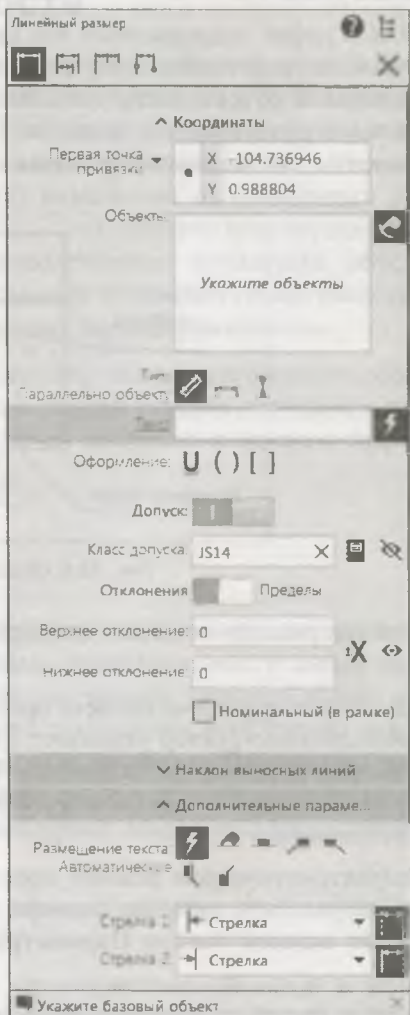 Линейный размер
Координаты
Первая точка
привязки
X -104.736946
Y 0.988804
Объекты:
Укажите объекты
Тип:
Параллельно объекту
Текст
Оформление: U ( ) [ ]
Допуск:
Класс допуска: JS14
Отклонения Пределы
Верхнее отклонение: 0
Нижнее отклонение: 0
Номинальный (в рамке)
Наклон выносных линий
Дополнительные параме...
Размещение текста
Автоматическое
Стрелка 1: Стрелка
Стрелка 2: Стрелка
Укажите базовый объект